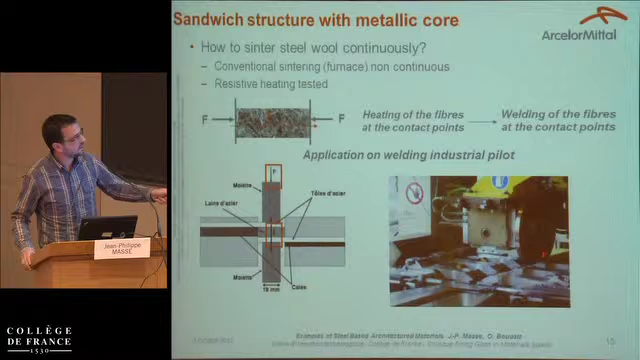 Sandwich structure with metallic core
ArcelorMittal
• How to sinter steel wool continuously?
– Conventional sintering (furnace) non continuous
– Resistive heating tested
F
F
Heating of the fibres
at the contact points
Welding of the fibres
at the contact points
Application on welding industrial pilot
F
Laine d'acier
Tôles d'acier
Cales
18 mm
Jean-Philippe
MASSE
COLLÈGE
DE FRANCE
1530
Examples of Steel Based Architectured Materials J-P. Masse, O. Bouaziz
15